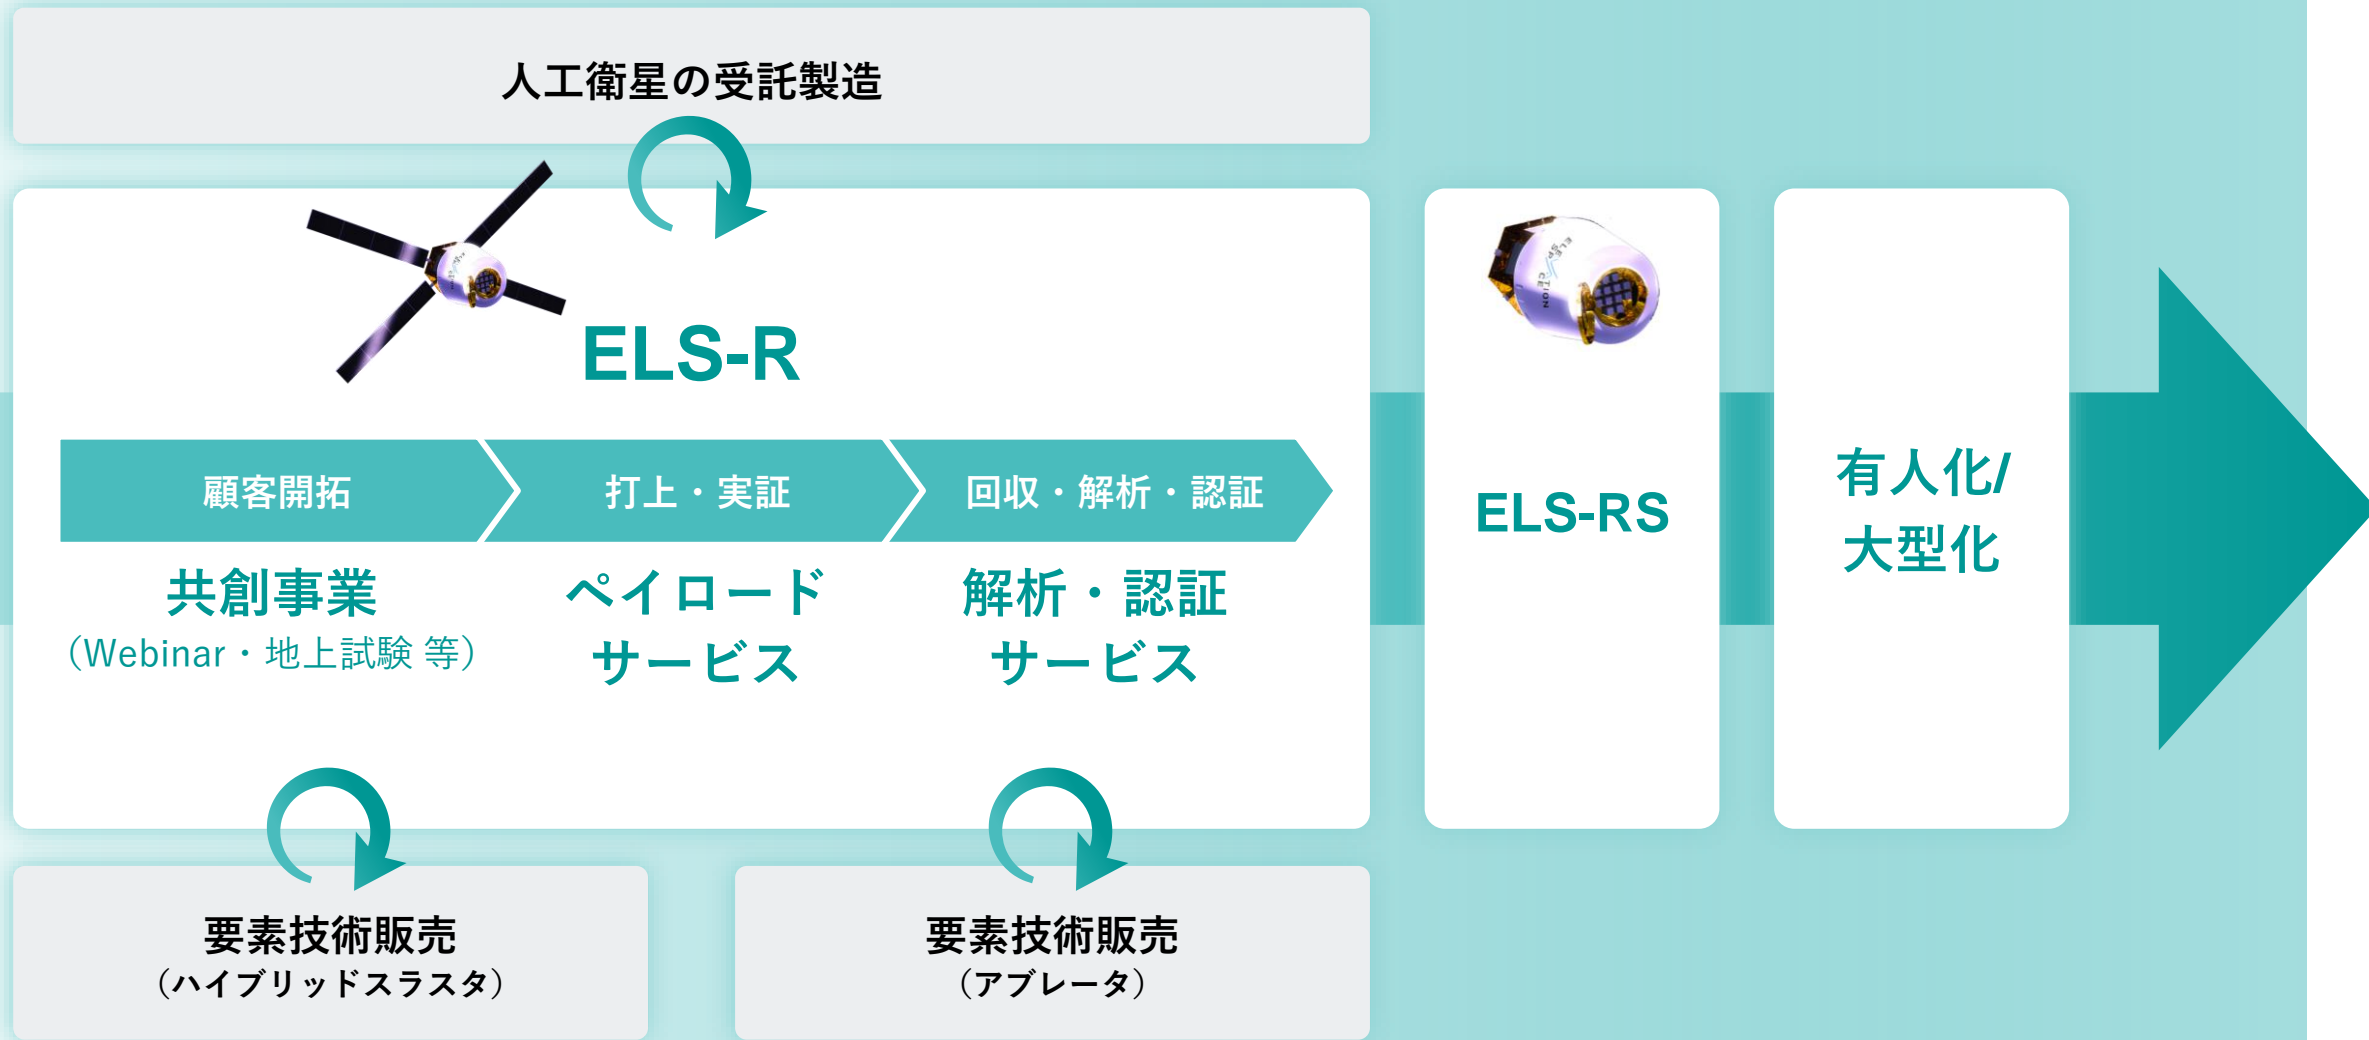 人工衛星の受託製造
ELS-R
顧客開拓
打上・実証
回収・解析・認証
共創事業
（Webinar・地上試験 等）
ペイロード
サービス
解析・認証
サービス
ELS-RS
有人化/
大型化
要素技術販売
（ハイブリッドスラスタ）
要素技術販売
（アブレータ）